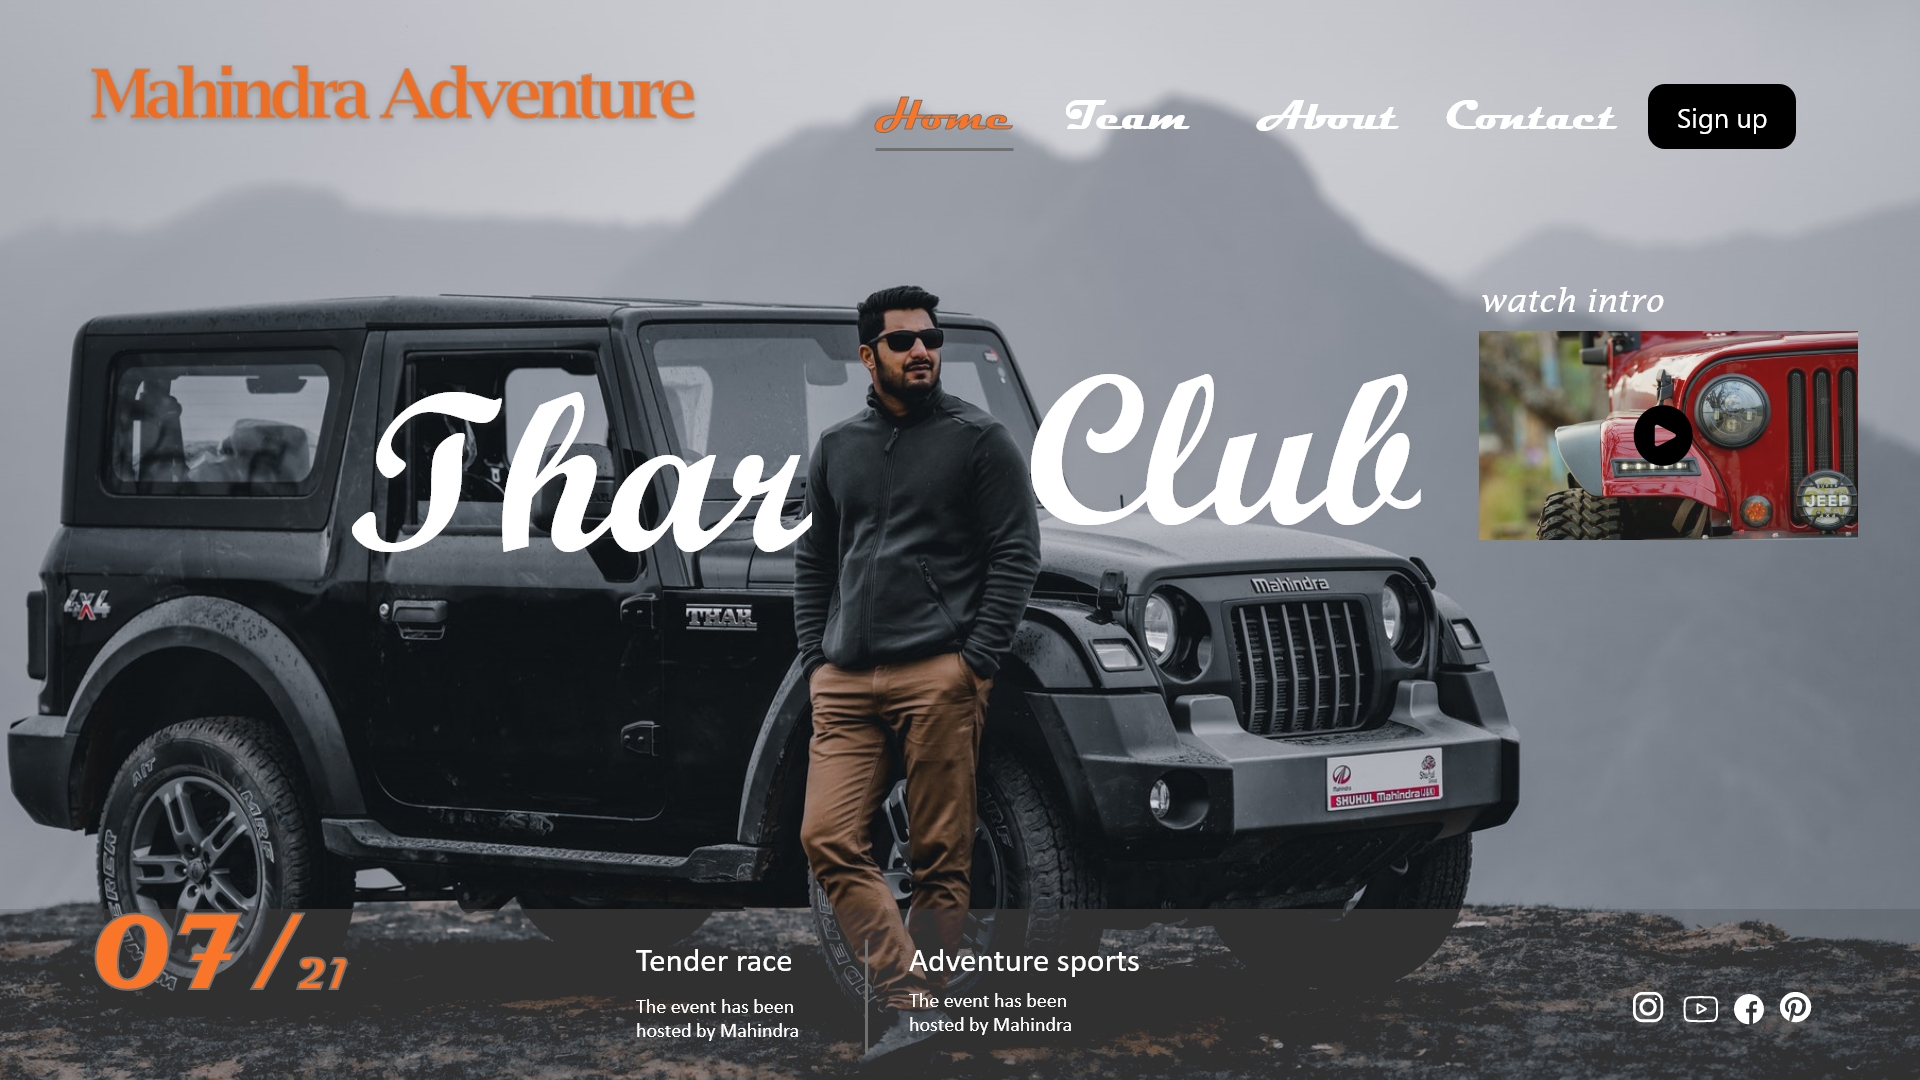 Mahindra Adventure
Home Team About Contact Sign up
watch intro
Thar Club
JEEP
Mahindra
4X4
THAR
SHUHUL Mahindra (J&K)
A/T
MRF
07/21
Tender race
The event has been
hosted by Mahindra
Adventure sports
The event has been
hosted by Mahindra